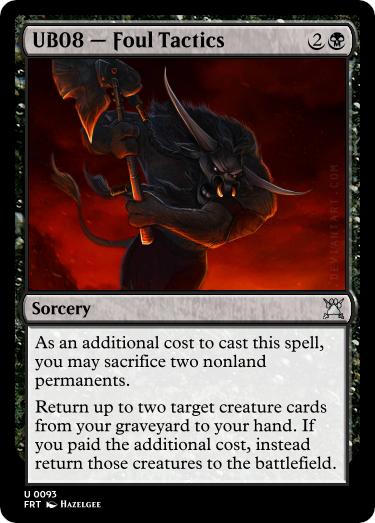 UB08 — Foul Tactics 2
DEVIANTART.COM
Sorcery
As an additional cost to cast this spell,
you may sacrifice two nonland
permanents.
Return up to two target creature cards
from your graveyard to your hand. If
you paid the additional cost, instead
return those creatures to the battlefield.
U 0093
FRT Hazelgee